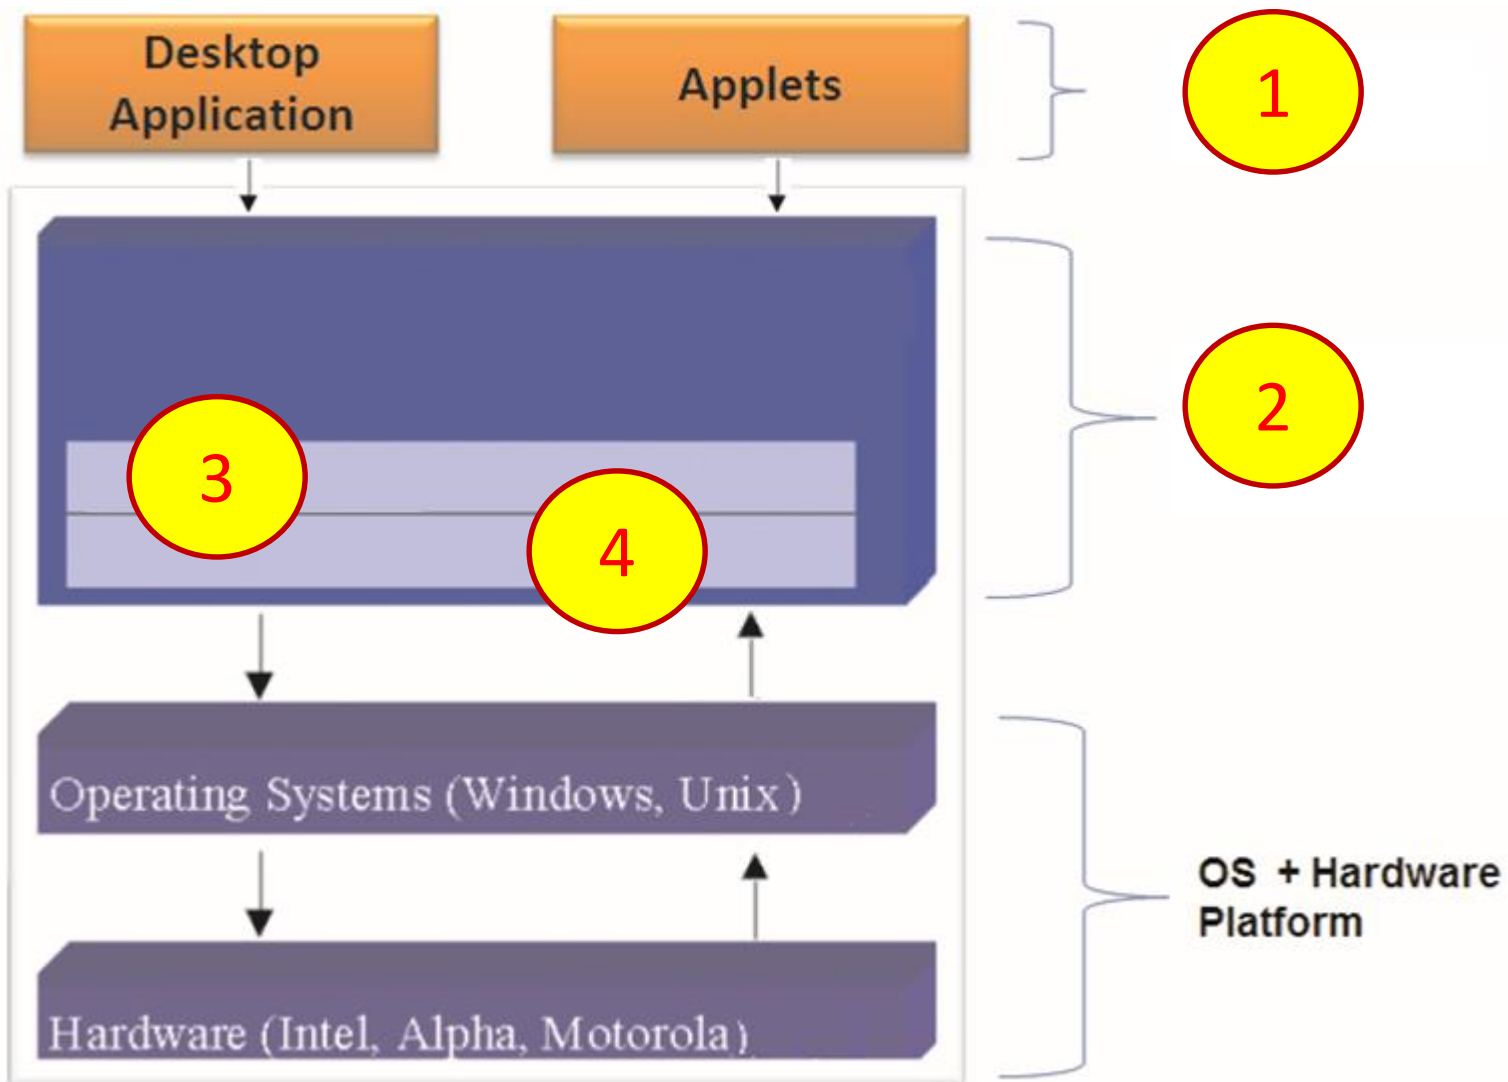 Desktop
Application
Applets
1
2
3
4
Operating Systems (Windows, Unix )
OS + Hardware
Platform
Hardware (Intel, Alpha, Motorola)